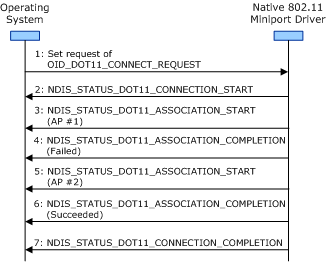 Operating
System
Native 802.11
Miniport Driver
1: Set request of
OID_DOT11_CONNECT_REQUEST
2: NDIS_STATUS_DOT11_CONNECTION_START
3: NDIS_STATUS_DOT11_ASSOCIATION_START
(AP #1)
4: NDIS_STATUS_DOT11_ASSOCIATION_COMPLETION
(Failed)
5: NDIS_STATUS_DOT11_ASSOCIATION_START
(AP #2)
6: NDIS_STATUS_DOT11_ASSOCIATION_COMPLETION
(Succeeded)
7: NDIS_STATUS_DOT11_CONNECTION_COMPLETION